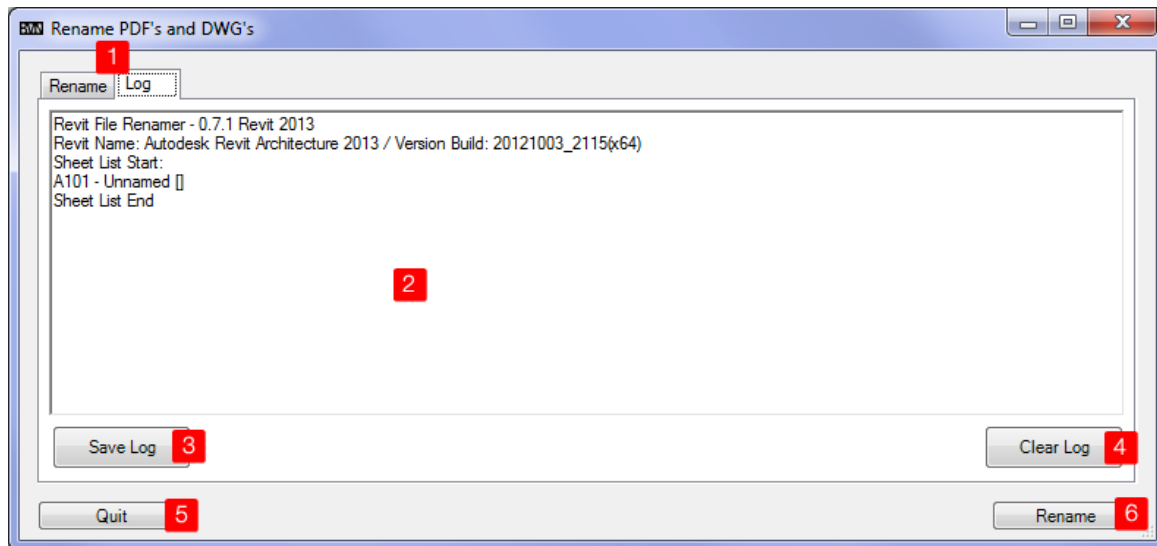 BVN Rename PDF's and DWG's
1
Rename Log
Revit File Renamer - 0.7.1 Revit 2013
Revit Name: Autodesk Revit Architecture 2013 / Version Build: 20121003_2115(x64)
Sheet List Start:
A101 - Unnamed []
Sheet List End
2
Save Log 3
Clear Log 4
Quit 5
Rename 6